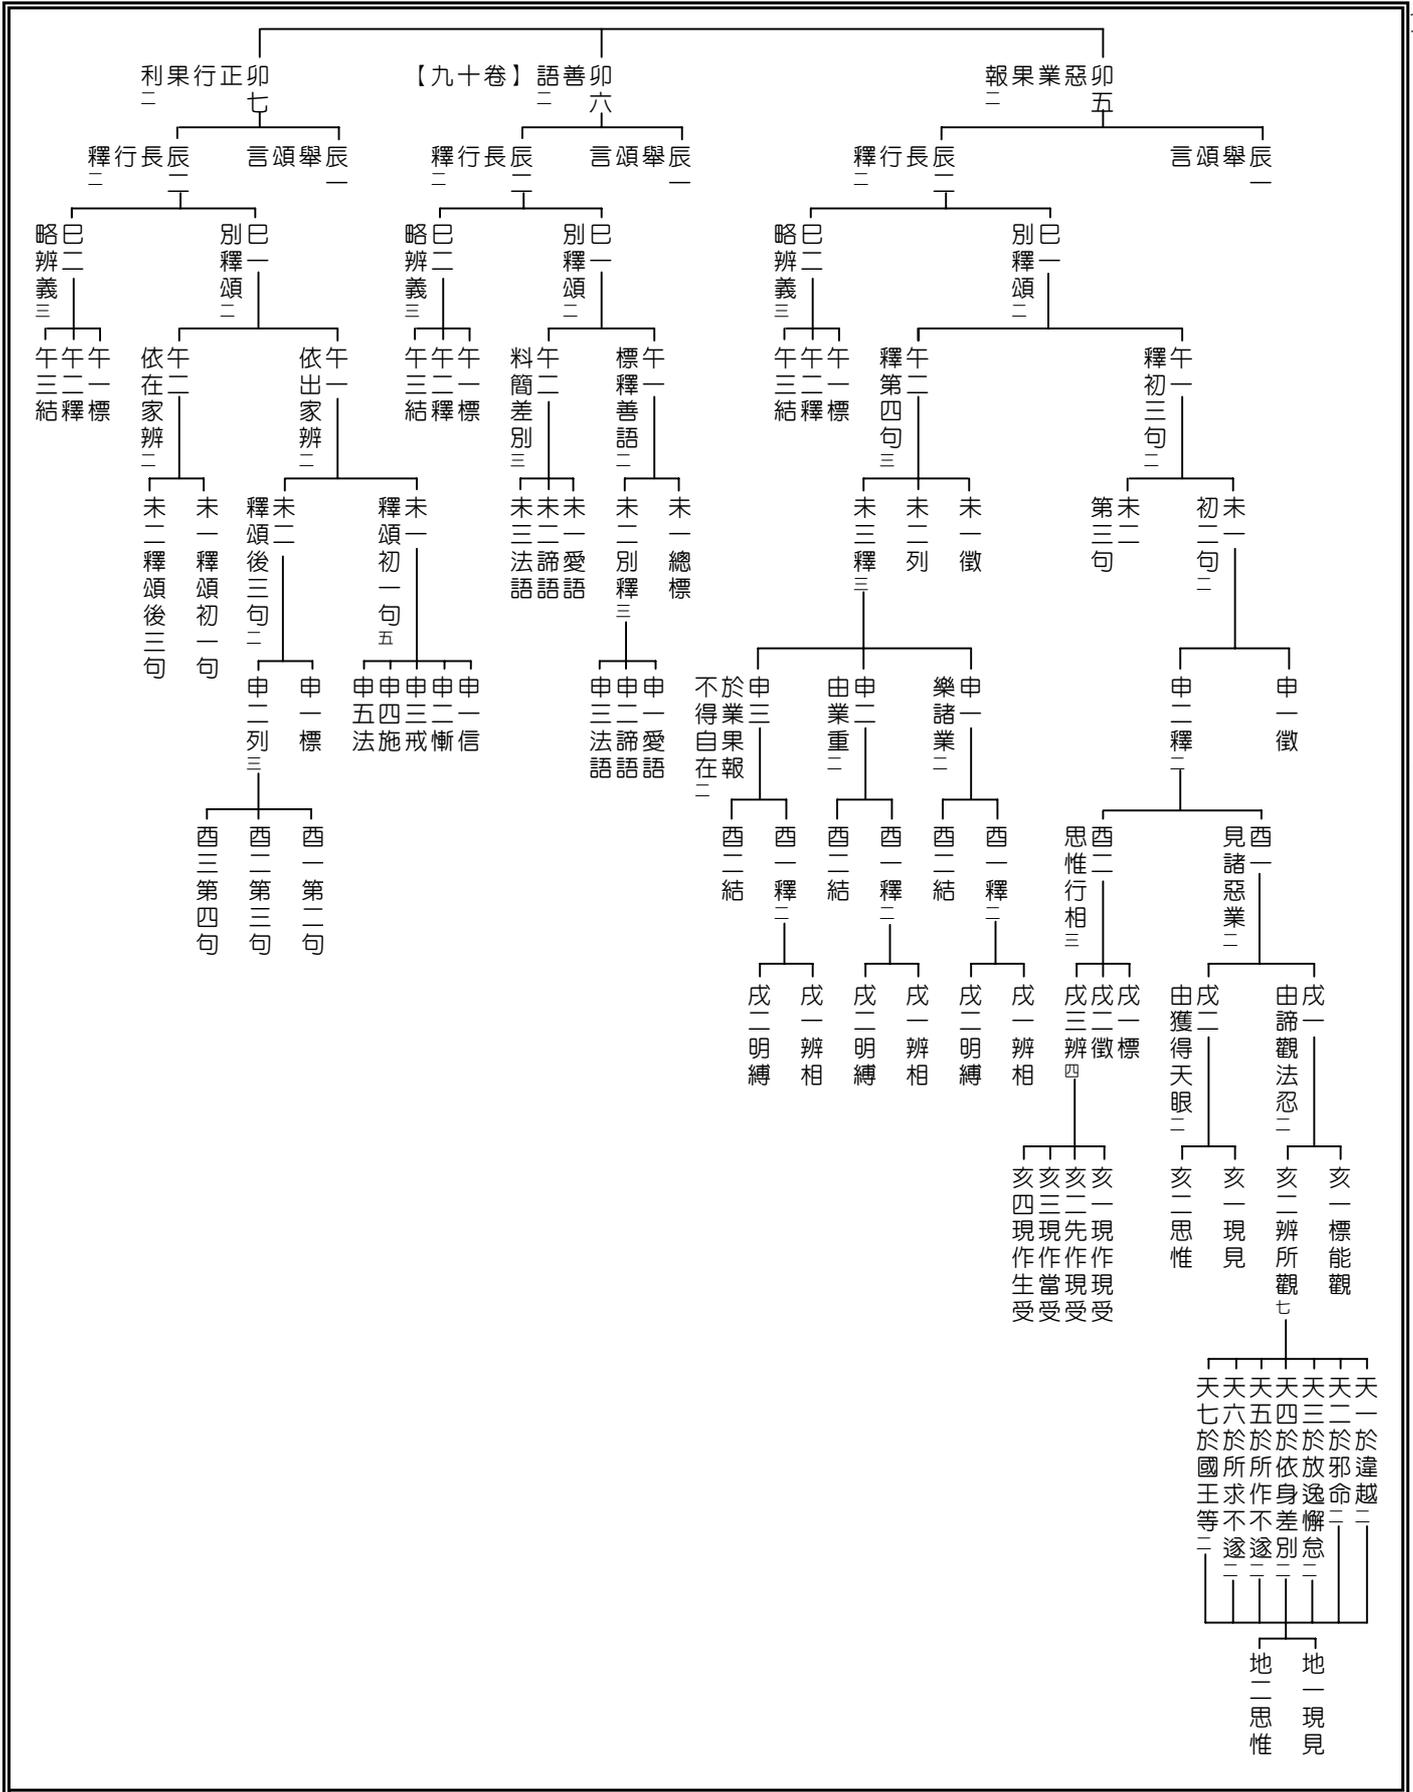 卯五惡業果報二
卯六善語二【卷十九】
卯七正行果利二
辰一舉頌言
辰二長行釋二
辰一舉頌言
辰二長行釋二
辰一舉頌言
辰二長行釋二
巳一別釋頌二
巳二略辨義三
巳一別釋頌二
巳二略辨義三
巳一別釋頌二
巳二略辨義三
午一釋初三句二
午二釋第四句三
午一標
午二釋
午三結
午一標釋善語二
午二料簡差別三
午一標
午二釋
午三結
午一依出家辨二
午二依在家辨二
午一標
午二釋
午三結
未一初二句二
未二第三句
未一徵
未二列
未三釋三
未一總標
未二別釋三
未一愛語
未二諦語
未三法語
未一釋頌初一句五
未二釋頌後三句二
未一釋頌初一句
未二釋頌後三句
申一徵
申二釋二
申一樂諸業二
申二由業重二
申三於業果報不得自在二
申一愛語
申二諦語
申三法語
申一信
申二慚
申三戒
申四施
申五法
申一標
申二列三
酉一見諸惡業二
酉二思惟行相三
酉一釋二
酉二結
酉一釋二
酉二結
酉一釋二
酉二結
酉一第二句
酉二第三句
酉三第四句
戌一由諦觀法忍二
戌二由獲得天眼二
戌一標
戌二徵
戌三辨四
戌一辨相
戌二明縛
戌一辨相
戌二明縛
戌一辨相
戌二明縛
亥一標能觀
亥二辨所觀七
亥一現見
亥二思惟
亥一現作現受
亥二先作現受
亥三現作當受
亥四現作生受
天一於違越二
天二於邪命二
天三於放逸懈怠二
天四於依身差別二
天五於所作不遂二
天六於所求不遂二
天七於國王等二
地一現見
地二思惟